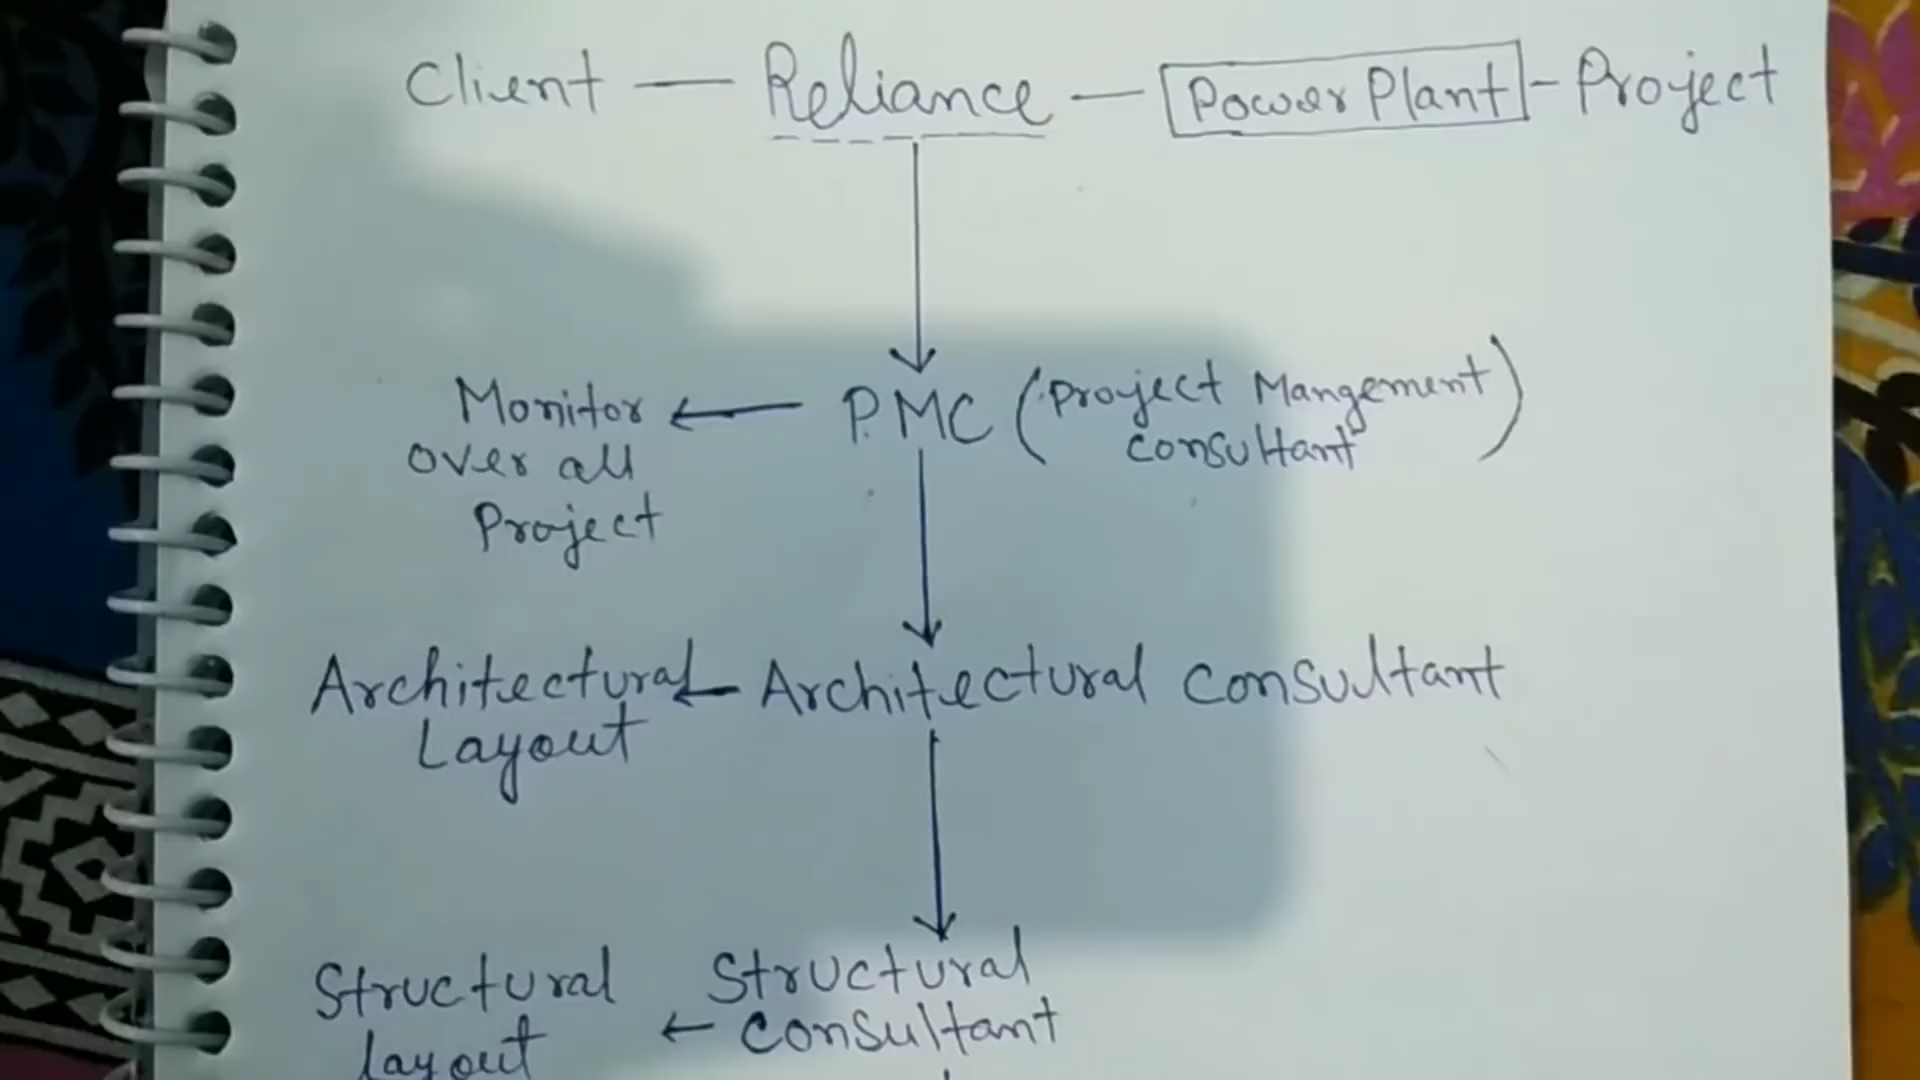 Client — Reliance — Power Plant - Project
Monitor ← P.MC (Project Mangement
over all consultant)
Project
Architectural ← Architectural consultant
Layout
Structural Structural
layout ← consultant